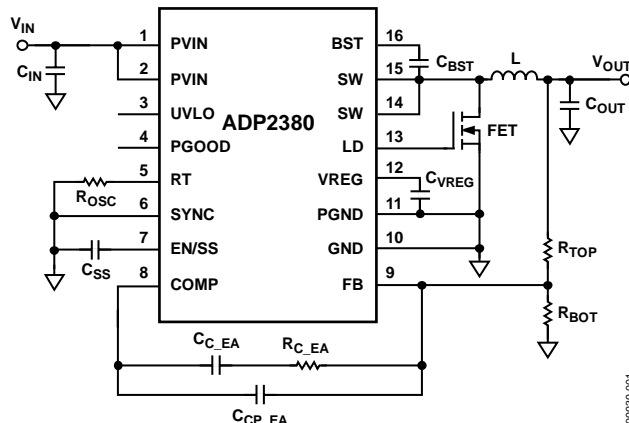 VIN
CIN
1 PVIN
2 PVIN
3 UVLO
4 PGOOD
5 RT
6 SYNC
7 EN/SS
8 COMP
ADP2380
BST 16
SW 15
SW 14
LD 13
VREG 12
PGND 11
GND 10
FB 9
CBST
L
VOUT
COUT
FET
CVREG
ROSC
CSS
RTOP
RBOT
CC_EA
RC_EA
CCP_EA